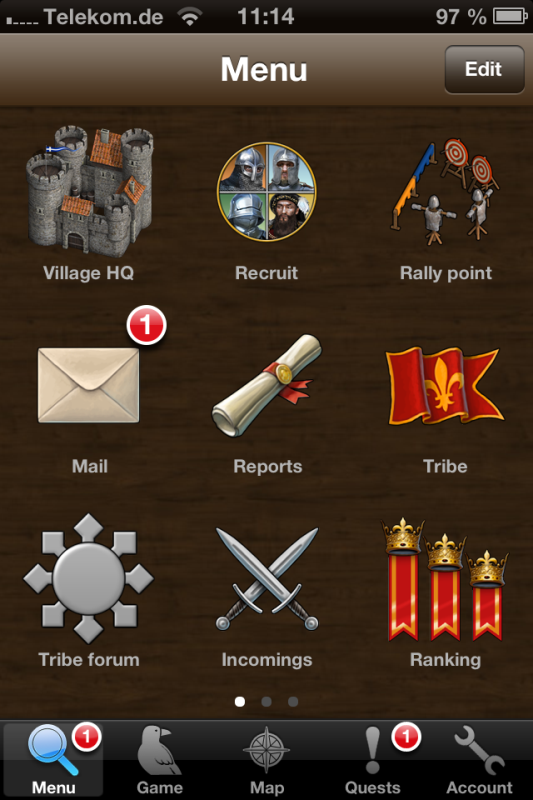 Telekom.de 11:14 97 %
Menu Edit
Village HQ Recruit Rally point
1
Mail Reports Tribe
Tribe forum Incomings Ranking
1 1
Menu Game Map Quests Account